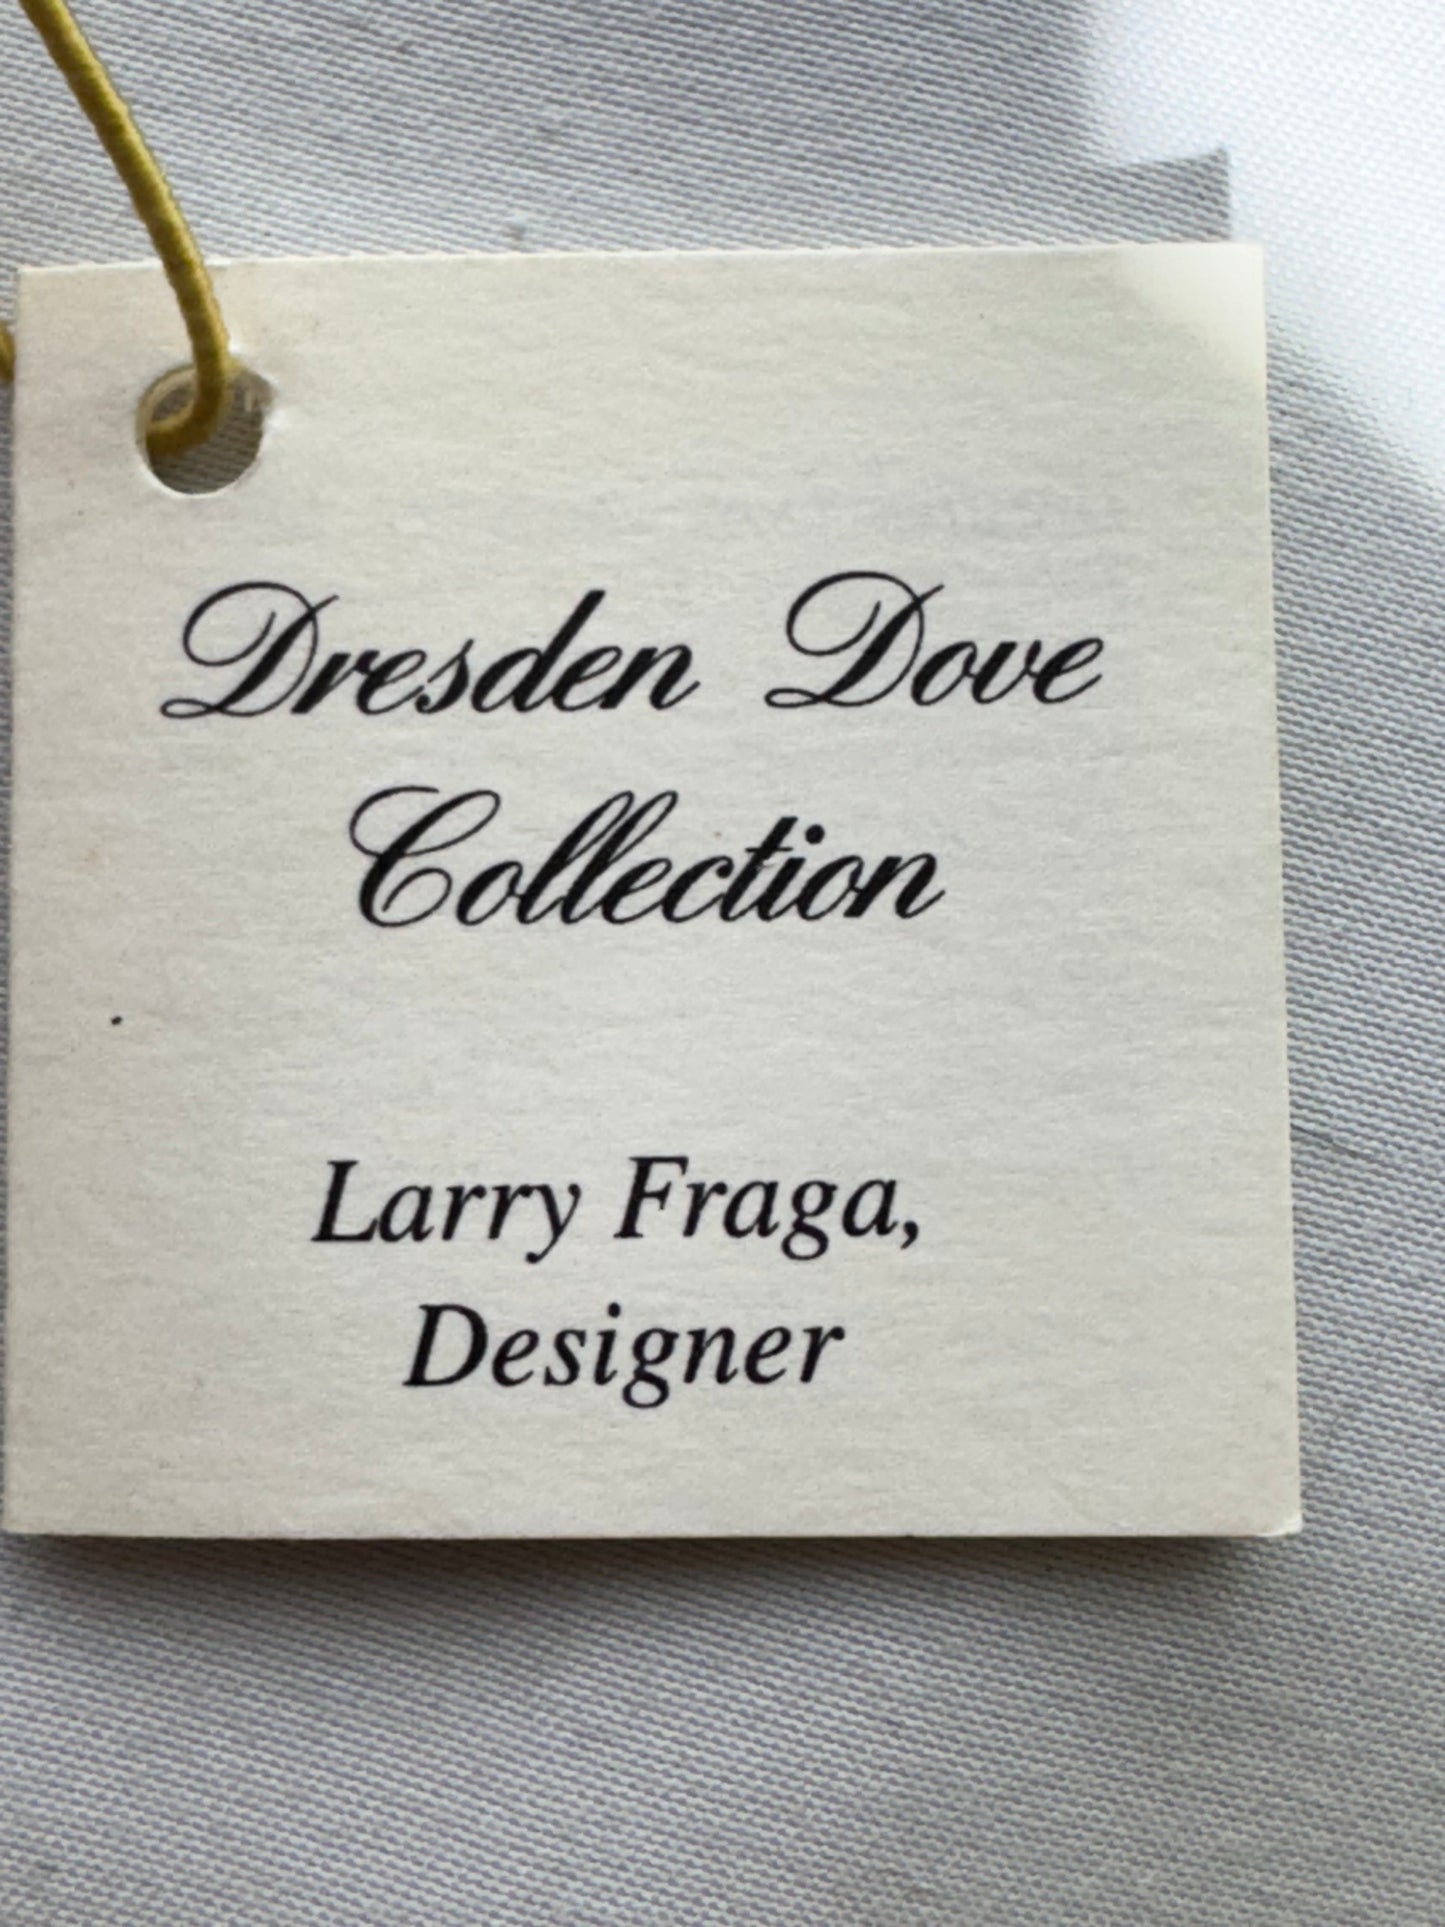 Dresden Dove
Collection
Larry Fraga,
Designer